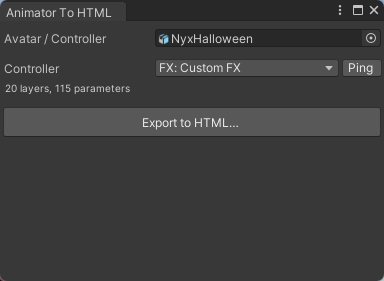 Animator To HTML
Avatar / Controller NyxHalloween
Controller FX: Custom FX Ping
20 layers, 115 parameters
Export to HTML...